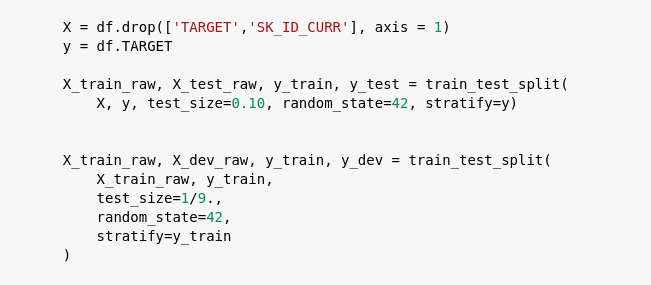 X = df.drop(['TARGET','SK_ID_CURR'], axis = 1)
y = df.TARGET
X_train_raw, X_test_raw, y_train, y_test = train_test_split(
X, y, test_size=0.10, random_state=42, stratify=y)
X_train_raw, X_dev_raw, y_train, y_dev = train_test_split(
X_train_raw, y_train,
test_size=1/9.,
random_state=42,
stratify=y_train
)